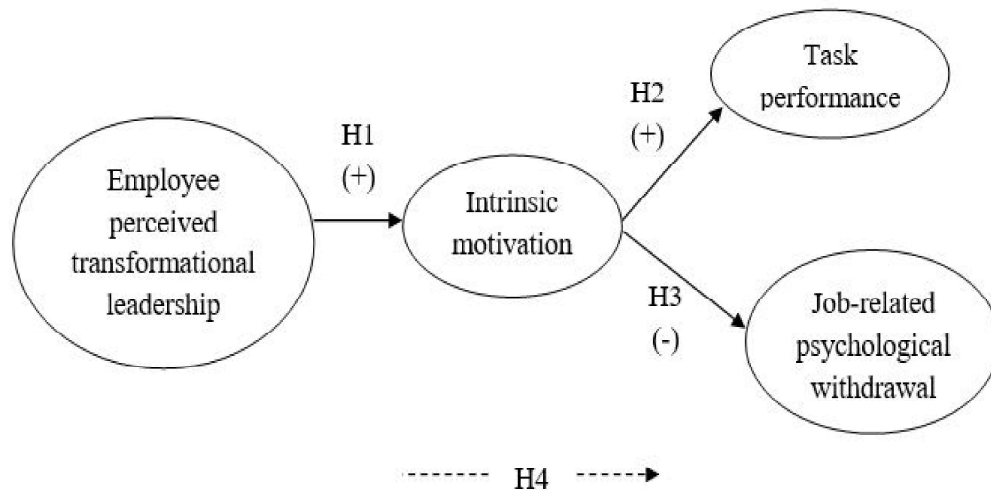 Employee
perceived
transformational
leadership
H1
(+)
Intrinsic
motivation
H2
(+)
Task
performance
H3
(-)
Job-related
psychological
withdrawal
H4